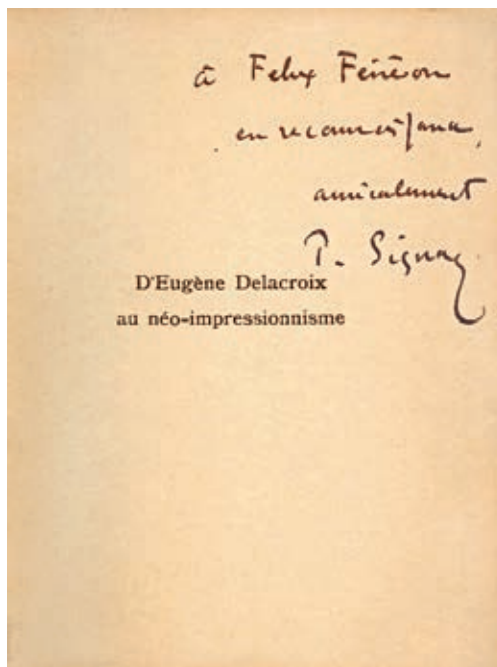 à Felix Fénéon
en reconnaissance,
amicalement
P. Signac
D'Eugène Delacroix
au néo-impressionnisme